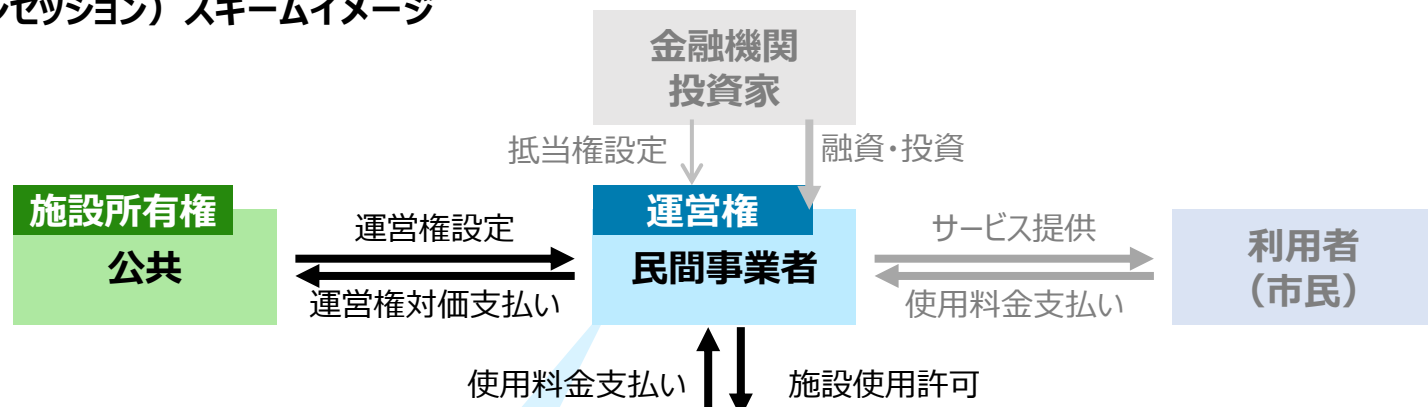 ンセッション）スキームイメージ
金融機関
投資家
抵当権設定
融資・投資
施設所有権
公共
運営権設定
運営権対価支払い
運営権
民間事業者
サービス提供
使用料金支払い
利用者
（市民）
使用料金支払い
施設使用許可